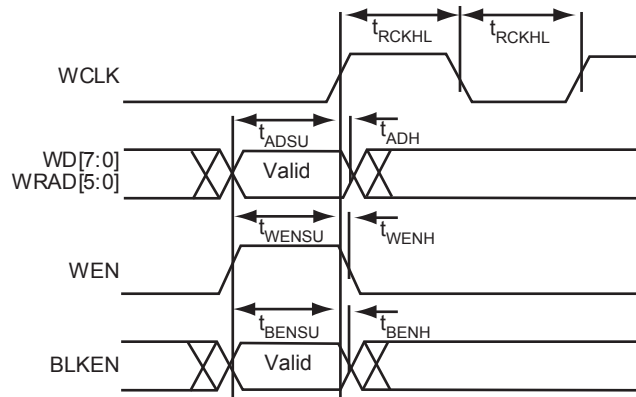 tRCKHL tRCKHL
WCLK
tADSU tADH
WD[7:0]
WRAD[5:0]
Valid
tWENSU tWENH
WEN
tBENSU tBENH
BLKEN
Valid